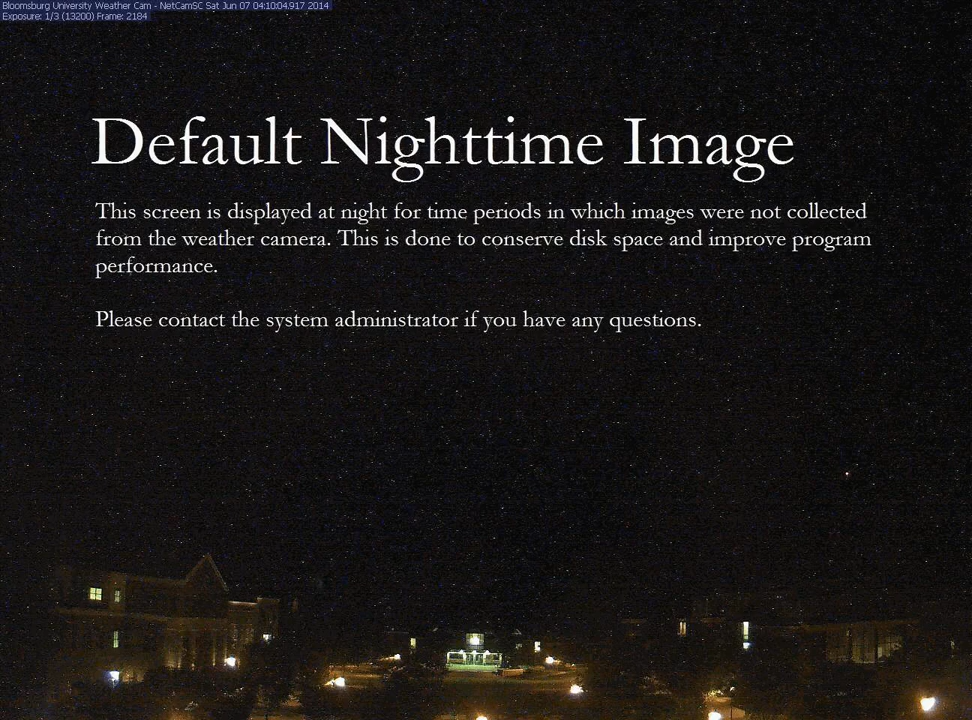 Bloomsburg University Weather Cam - NetCamSC Sat Jun 07 04:10:04.917 2014
Exposure: 1/3 (13200) Frame: 2184
Default Nighttime Image
This screen is displayed at night for time periods in which images were not collected
from the weather camera. This is done to conserve disk space and improve program
performance.
Please contact the system administrator if you have any questions.